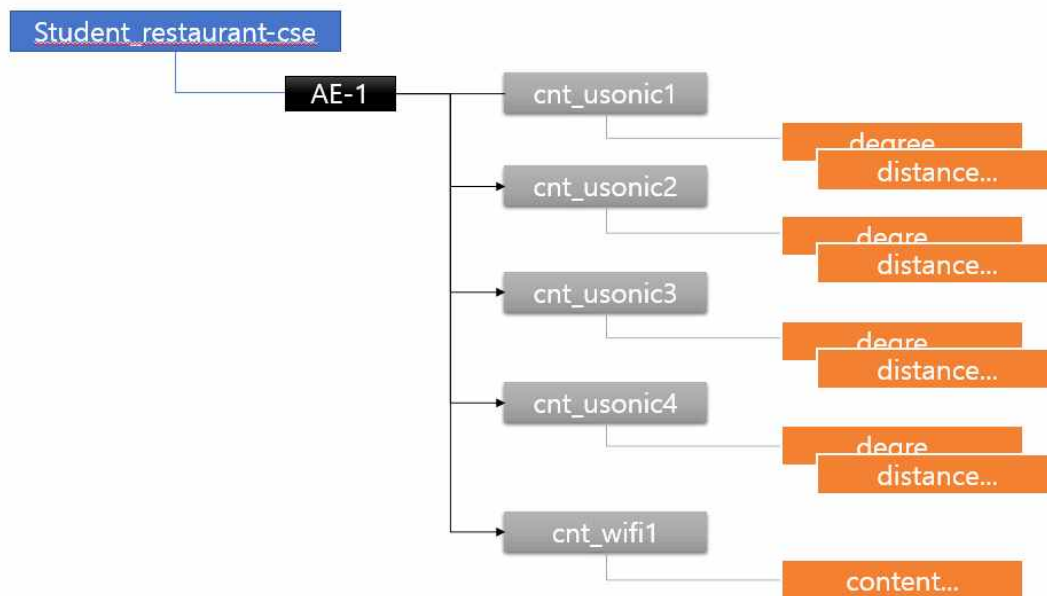 Student_restaurant-cse
AE-1
cnt_usonic1
degree
distance...
cnt_usonic2
degre
distance...
cnt_usonic3
degre
distance...
cnt_usonic4
degre
distance...
cnt_wifi1
content...